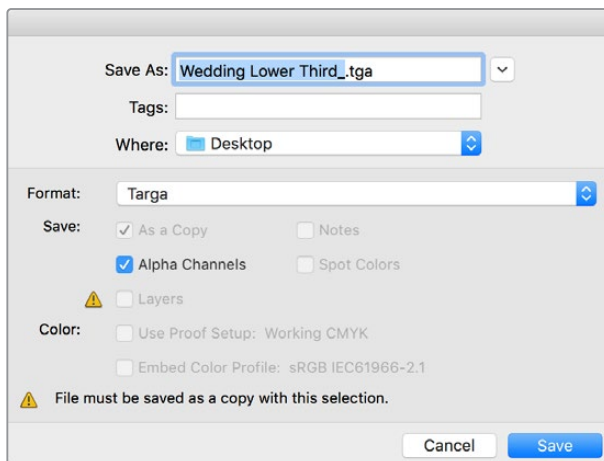 Save As: Wedding Lower Third_.tga
Tags:
Where: Desktop
Format: Targa
Save: As a Copy Notes
Alpha Channels Spot Colors
Layers
Color: Use Proof Setup: Working CMYK
Embed Color Profile: sRGB IEC61966-2.1
File must be saved as a copy with this selection.
Cancel Save